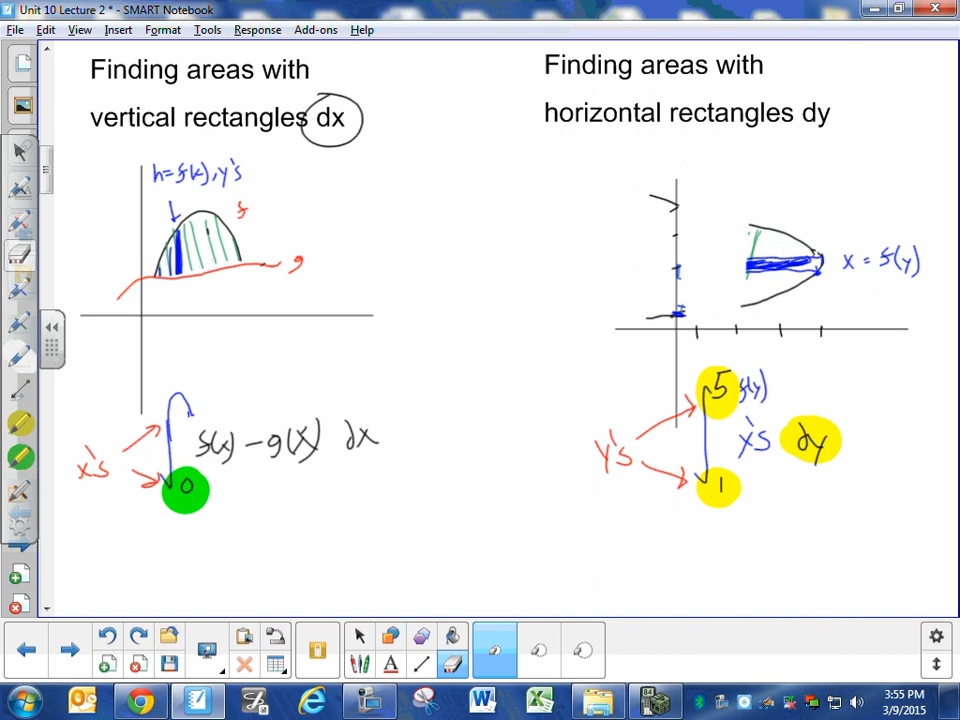 Unit 10 Lecture 2 * - SMART Notebook
File Edit View Insert Format Tools Response Add-ons Help
Finding areas with
vertical rectangles dx
h=f(x), y's
f
g
x's
f(x) - g(x) dx
0
Finding areas with
horizontal rectangles dy
x = f(y)
5 f(y)
y's
x's dy
1
3:55 PM
3/9/2015